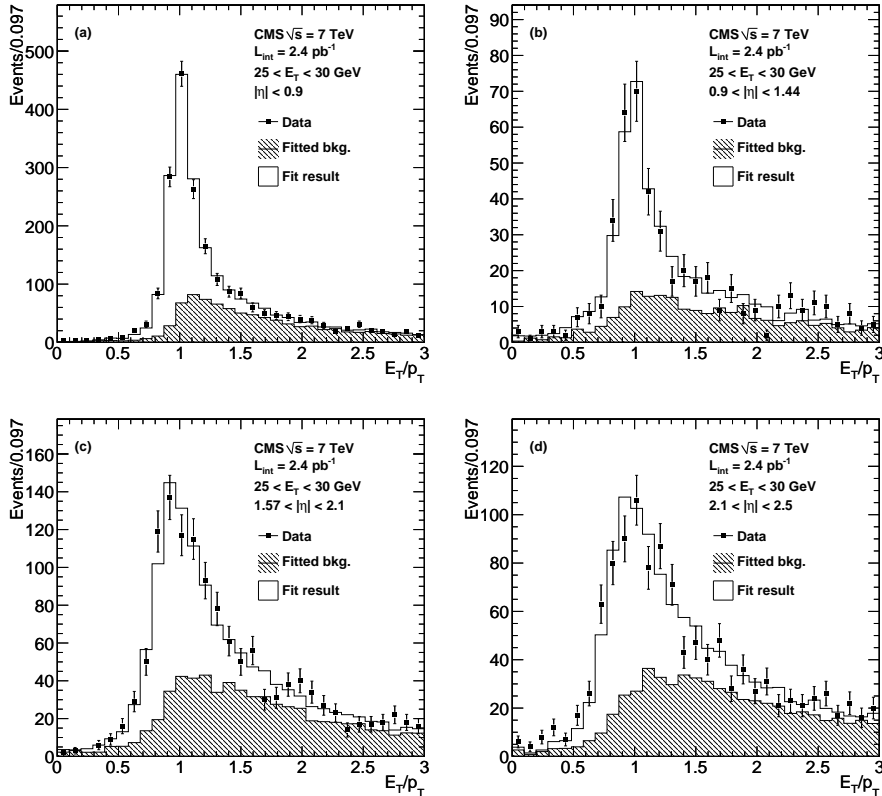 (a)
CMS √s = 7 TeV
L_int = 2.4 pb⁻¹
25 < E_T < 30 GeV
|η| < 0.9
Data
Fitted bkg.
Fit result
Events/0.097
500
400
300
200
100
0
0 0.5 1 1.5 2 2.5 3
E_T/p_T
(b)
CMS √s = 7 TeV
L_int = 2.4 pb⁻¹
25 < E_T < 30 GeV
0.9 < |η| < 1.44
Data
Fitted bkg.
Fit result
Events/0.097
90
80
70
60
50
40
30
20
10
0
0 0.5 1 1.5 2 2.5 3
E_T/p_T
(c)
CMS √s = 7 TeV
L_int = 2.4 pb⁻¹
25 < E_T < 30 GeV
1.57 < |η| < 2.1
Data
Fitted bkg.
Fit result
Events/0.097
160
140
120
100
80
60
40
20
0
0 0.5 1 1.5 2 2.5 3
E_T/p_T
(d)
CMS √s = 7 TeV
L_int = 2.4 pb⁻¹
25 < E_T < 30 GeV
2.1 < |η| < 2.5
Data
Fitted bkg.
Fit result
Events/0.097
120
100
80
60
40
20
0
0 0.5 1 1.5 2 2.5 3
E_T/p_T